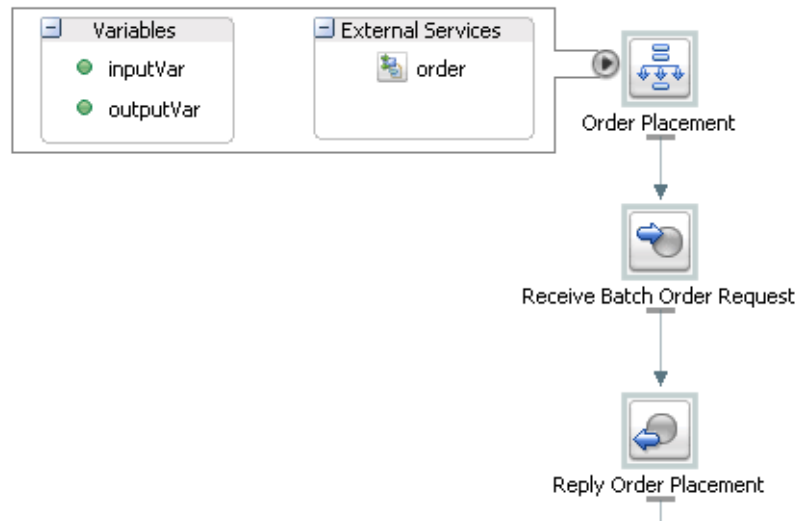 Variables
inputVar
outputVar
External Services
order
Order Placement
Receive Batch Order Request
Reply Order Placement